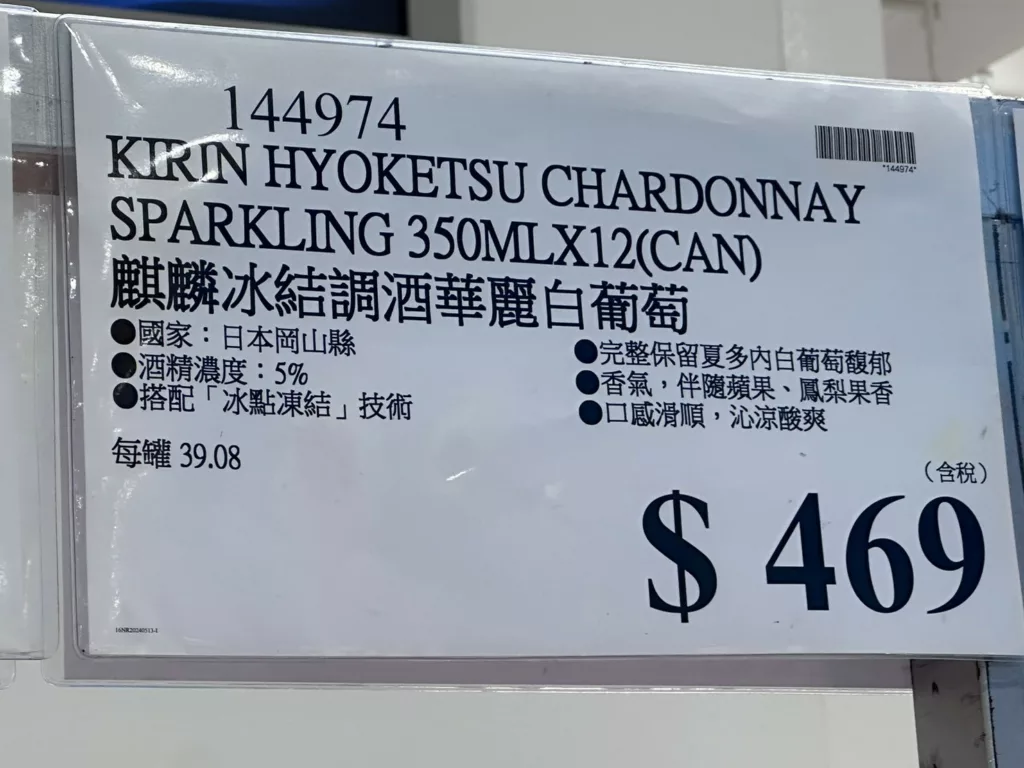 144974
*144974*
KIRIN HYOKETSU CHARDONNAY
SPARKLING 350MLX12(CAN)
麒麟冰結調酒華麗白葡萄
●國家：日本岡山縣
●酒精濃度：5%
●搭配「冰點凍結」技術
●完整保留夏多內白葡萄馥郁
●香氣，伴隨蘋果、鳳梨果香
●口感滑順，沁涼酸爽
每罐 39.08
（含稅）
$ 469